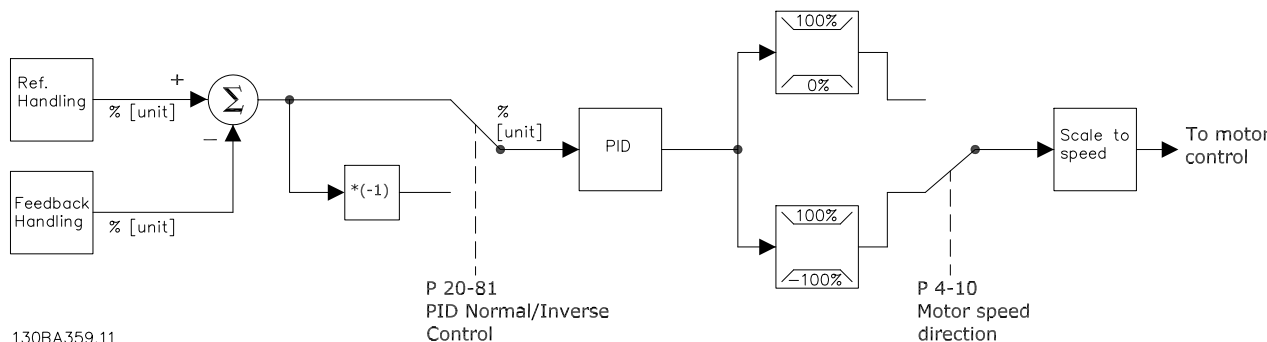 100%
0%
Ref.
Handling
+
% [unit]
Σ
−
%
[unit]
PID
Scale to
speed
To motor
control
*(-1)
Feedback
Handling
% [unit]
100%
−100%
P 20-81
PID Normal/Inverse
Control
P 4-10
Motor speed
direction
130BA359.11